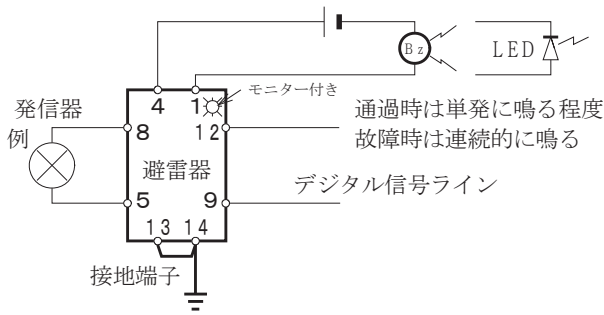 Bz
LED
4
1
モニター付き
発信器
例
8
12
通過時は単発に鳴る程度
故障時は連続的に鳴る
避雷器
5
9
デジタル信号ライン
13 14
接地端子